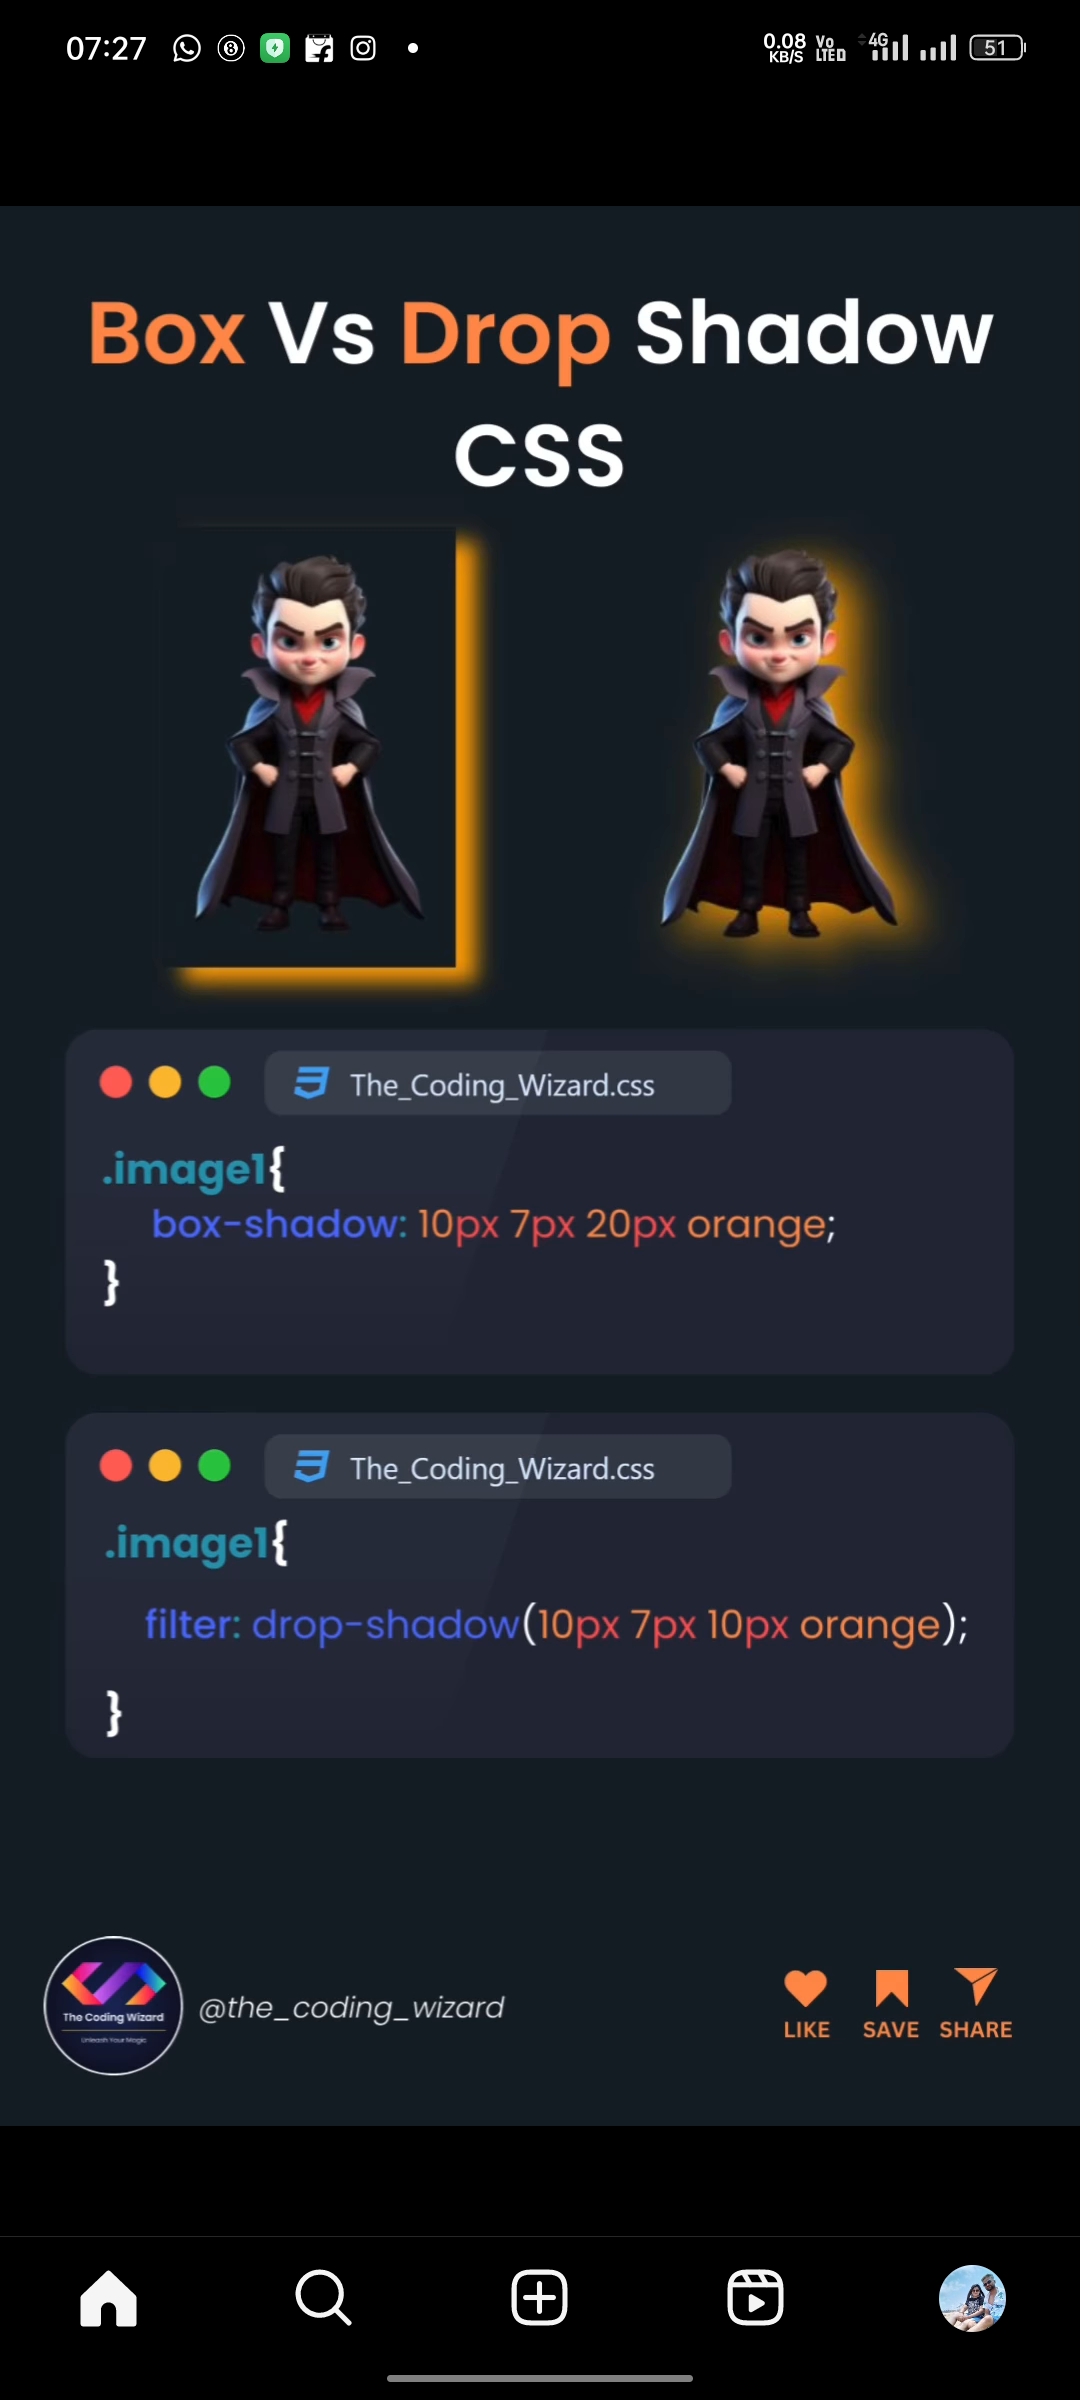 07:27
0.08 KB/S Vo LTE 4G 51
Box Vs Drop Shadow
CSS
The_Coding_Wizard.css
.image1{
box-shadow: 10px 7px 20px orange;
}
The_Coding_Wizard.css
.image1{
filter: drop-shadow(10px 7px 10px orange);
}
The Coding Wizard
Unleash Your Magic
@the_coding_wizard
LIKE SAVE SHARE